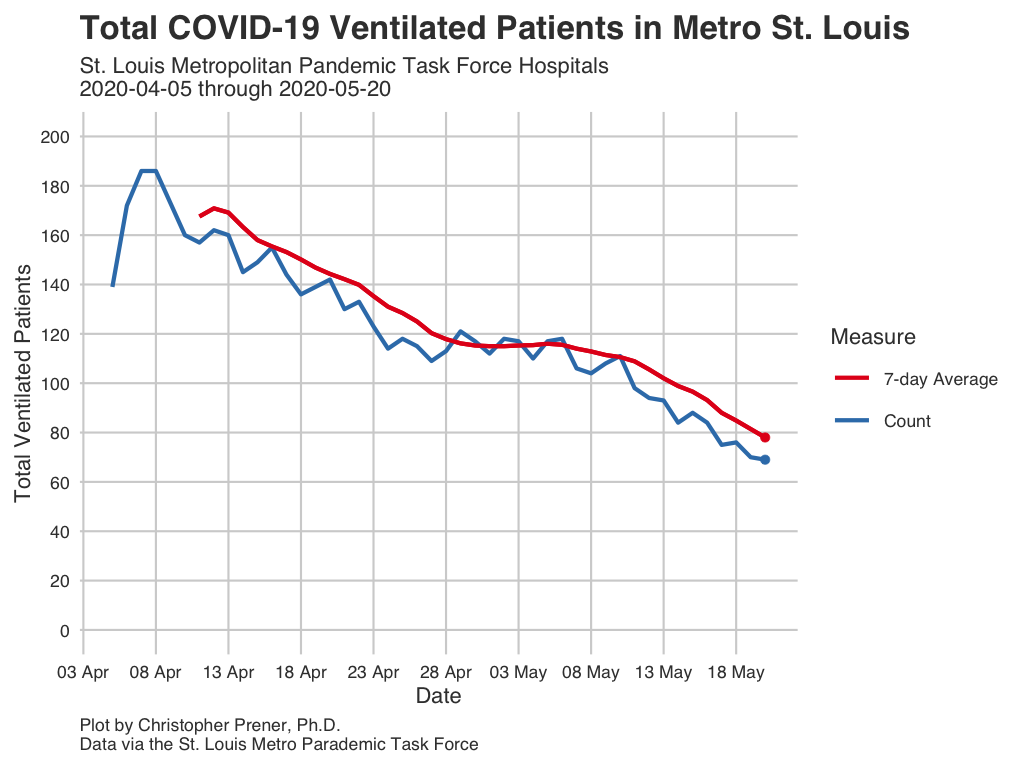 Total COVID-19 Ventilated Patients in Metro St. Louis
St. Louis Metropolitan Pandemic Task Force Hospitals
2020-04-05 through 2020-05-20
Total Ventilated Patients
200
180
160
140
120
100
80
60
40
20
0
03 Apr 08 Apr 13 Apr 18 Apr 23 Apr 28 Apr 03 May 08 May 13 May 18 May
Date
Measure
7-day Average
Count
Plot by Christopher Prener, Ph.D.
Data via the St. Louis Metro Parademic Task Force